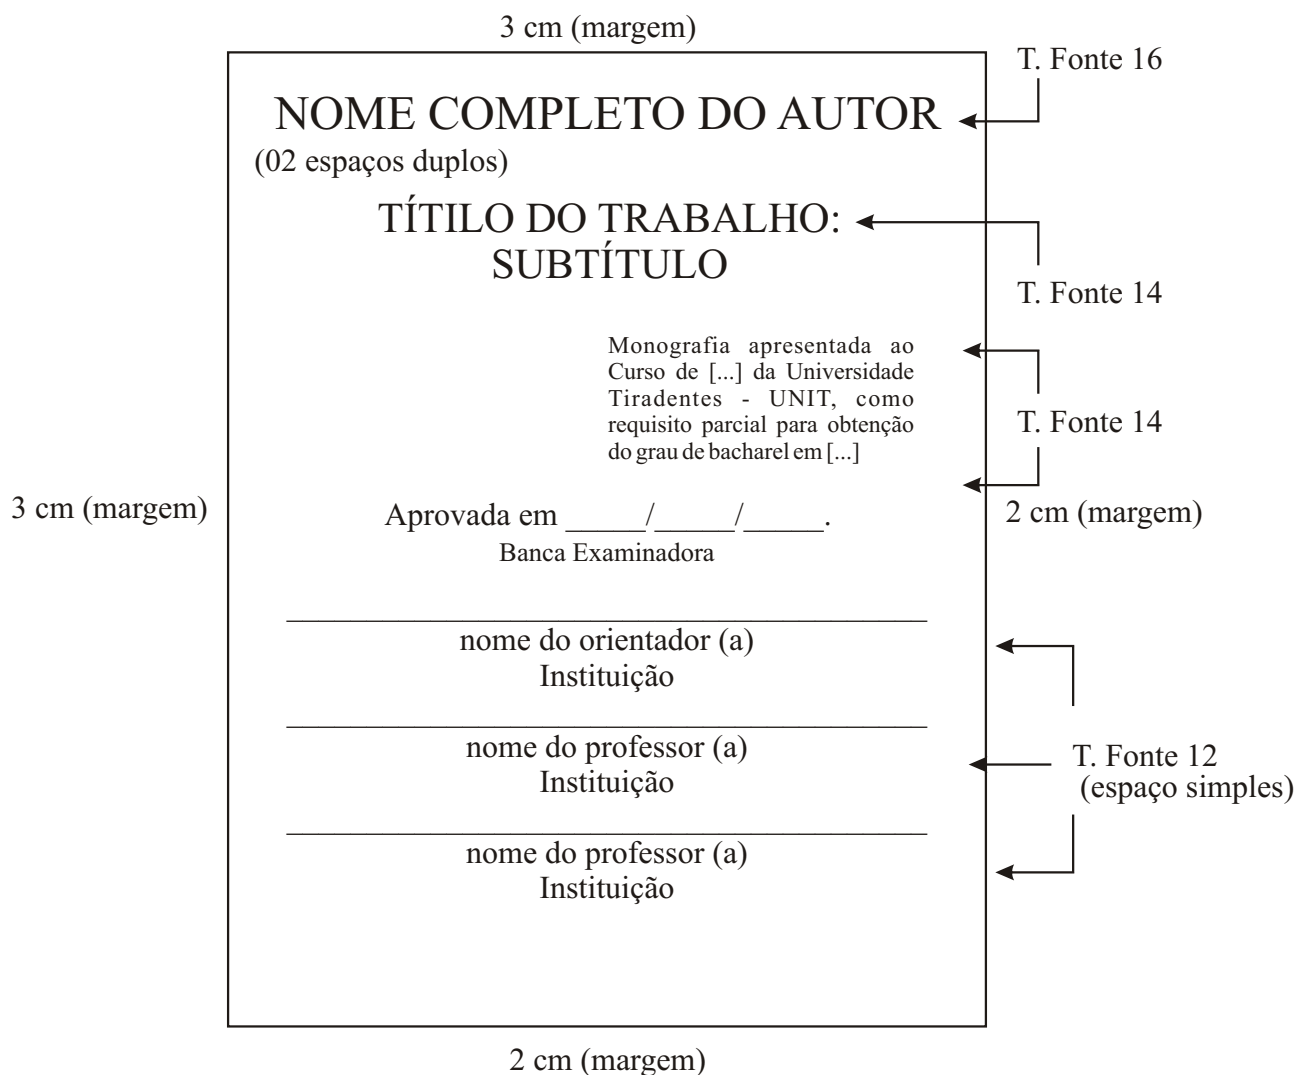 3 cm (margem)
T. Fonte 16
NOME COMPLETO DO AUTOR
(02 espaços duplos)
TÍTILO DO TRABALHO:
SUBTÍTULO
T. Fonte 14
Monografia apresentada ao
Curso de [...] da Universidade
Tiradentes - UNIT, como
requisito parcial para obtenção
do grau de bacharel em [...]
T. Fonte 14
3 cm (margem)
2 cm (margem)
Aprovada em _____/_____/_____.
Banca Examinadora
________________________________________
nome do orientador (a)
Instituição
________________________________________
nome do professor (a)
Instituição
T. Fonte 12
(espaço simples)
________________________________________
nome do professor (a)
Instituição
2 cm (margem)